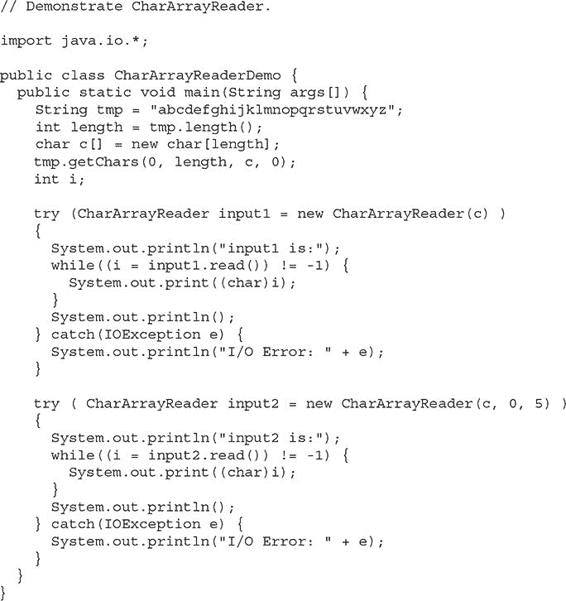 // Demonstrate CharArrayReader.

import java.io.*;

public class CharArrayReaderDemo {
  public static void main(String args[]) {
    String tmp = "abcdefghijklmnopqrstuvwxyz";
    int length = tmp.length();
    char c[] = new char[length];
    tmp.getChars(0, length, c, 0);
    int i;

    try (CharArrayReader input1 = new CharArrayReader(c) )
    {
      System.out.println("input1 is:");
      while((i = input1.read()) != -1) {
        System.out.print((char)i);
      }
      System.out.println();
    } catch(IOException e) {
      System.out.println("I/O Error: " + e);
    }

    try ( CharArrayReader input2 = new CharArrayReader(c, 0, 5) )
    {
      System.out.println("input2 is:");
      while((i = input2.read()) != -1) {
        System.out.print((char)i);
      }
      System.out.println();
    } catch(IOException e) {
      System.out.println("I/O Error: " + e);
    }
  }
}